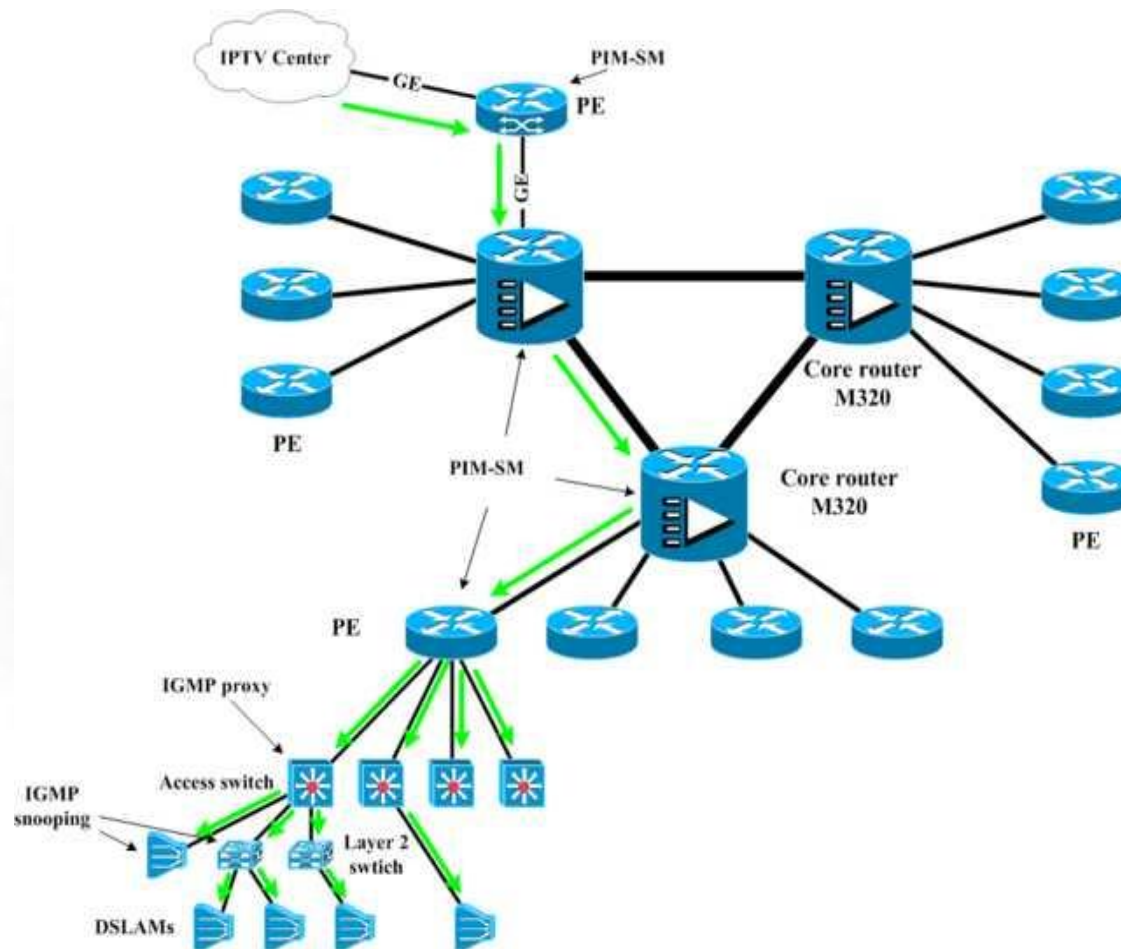 IPTV Center
PIM-SM
GE
PE
GE
Core router
M320
PE
PIM-SM
Core router
M320
PE
PE
IGMP proxy
Access switch
IGMP
snooping
Layer 2
swtich
DSLAMs